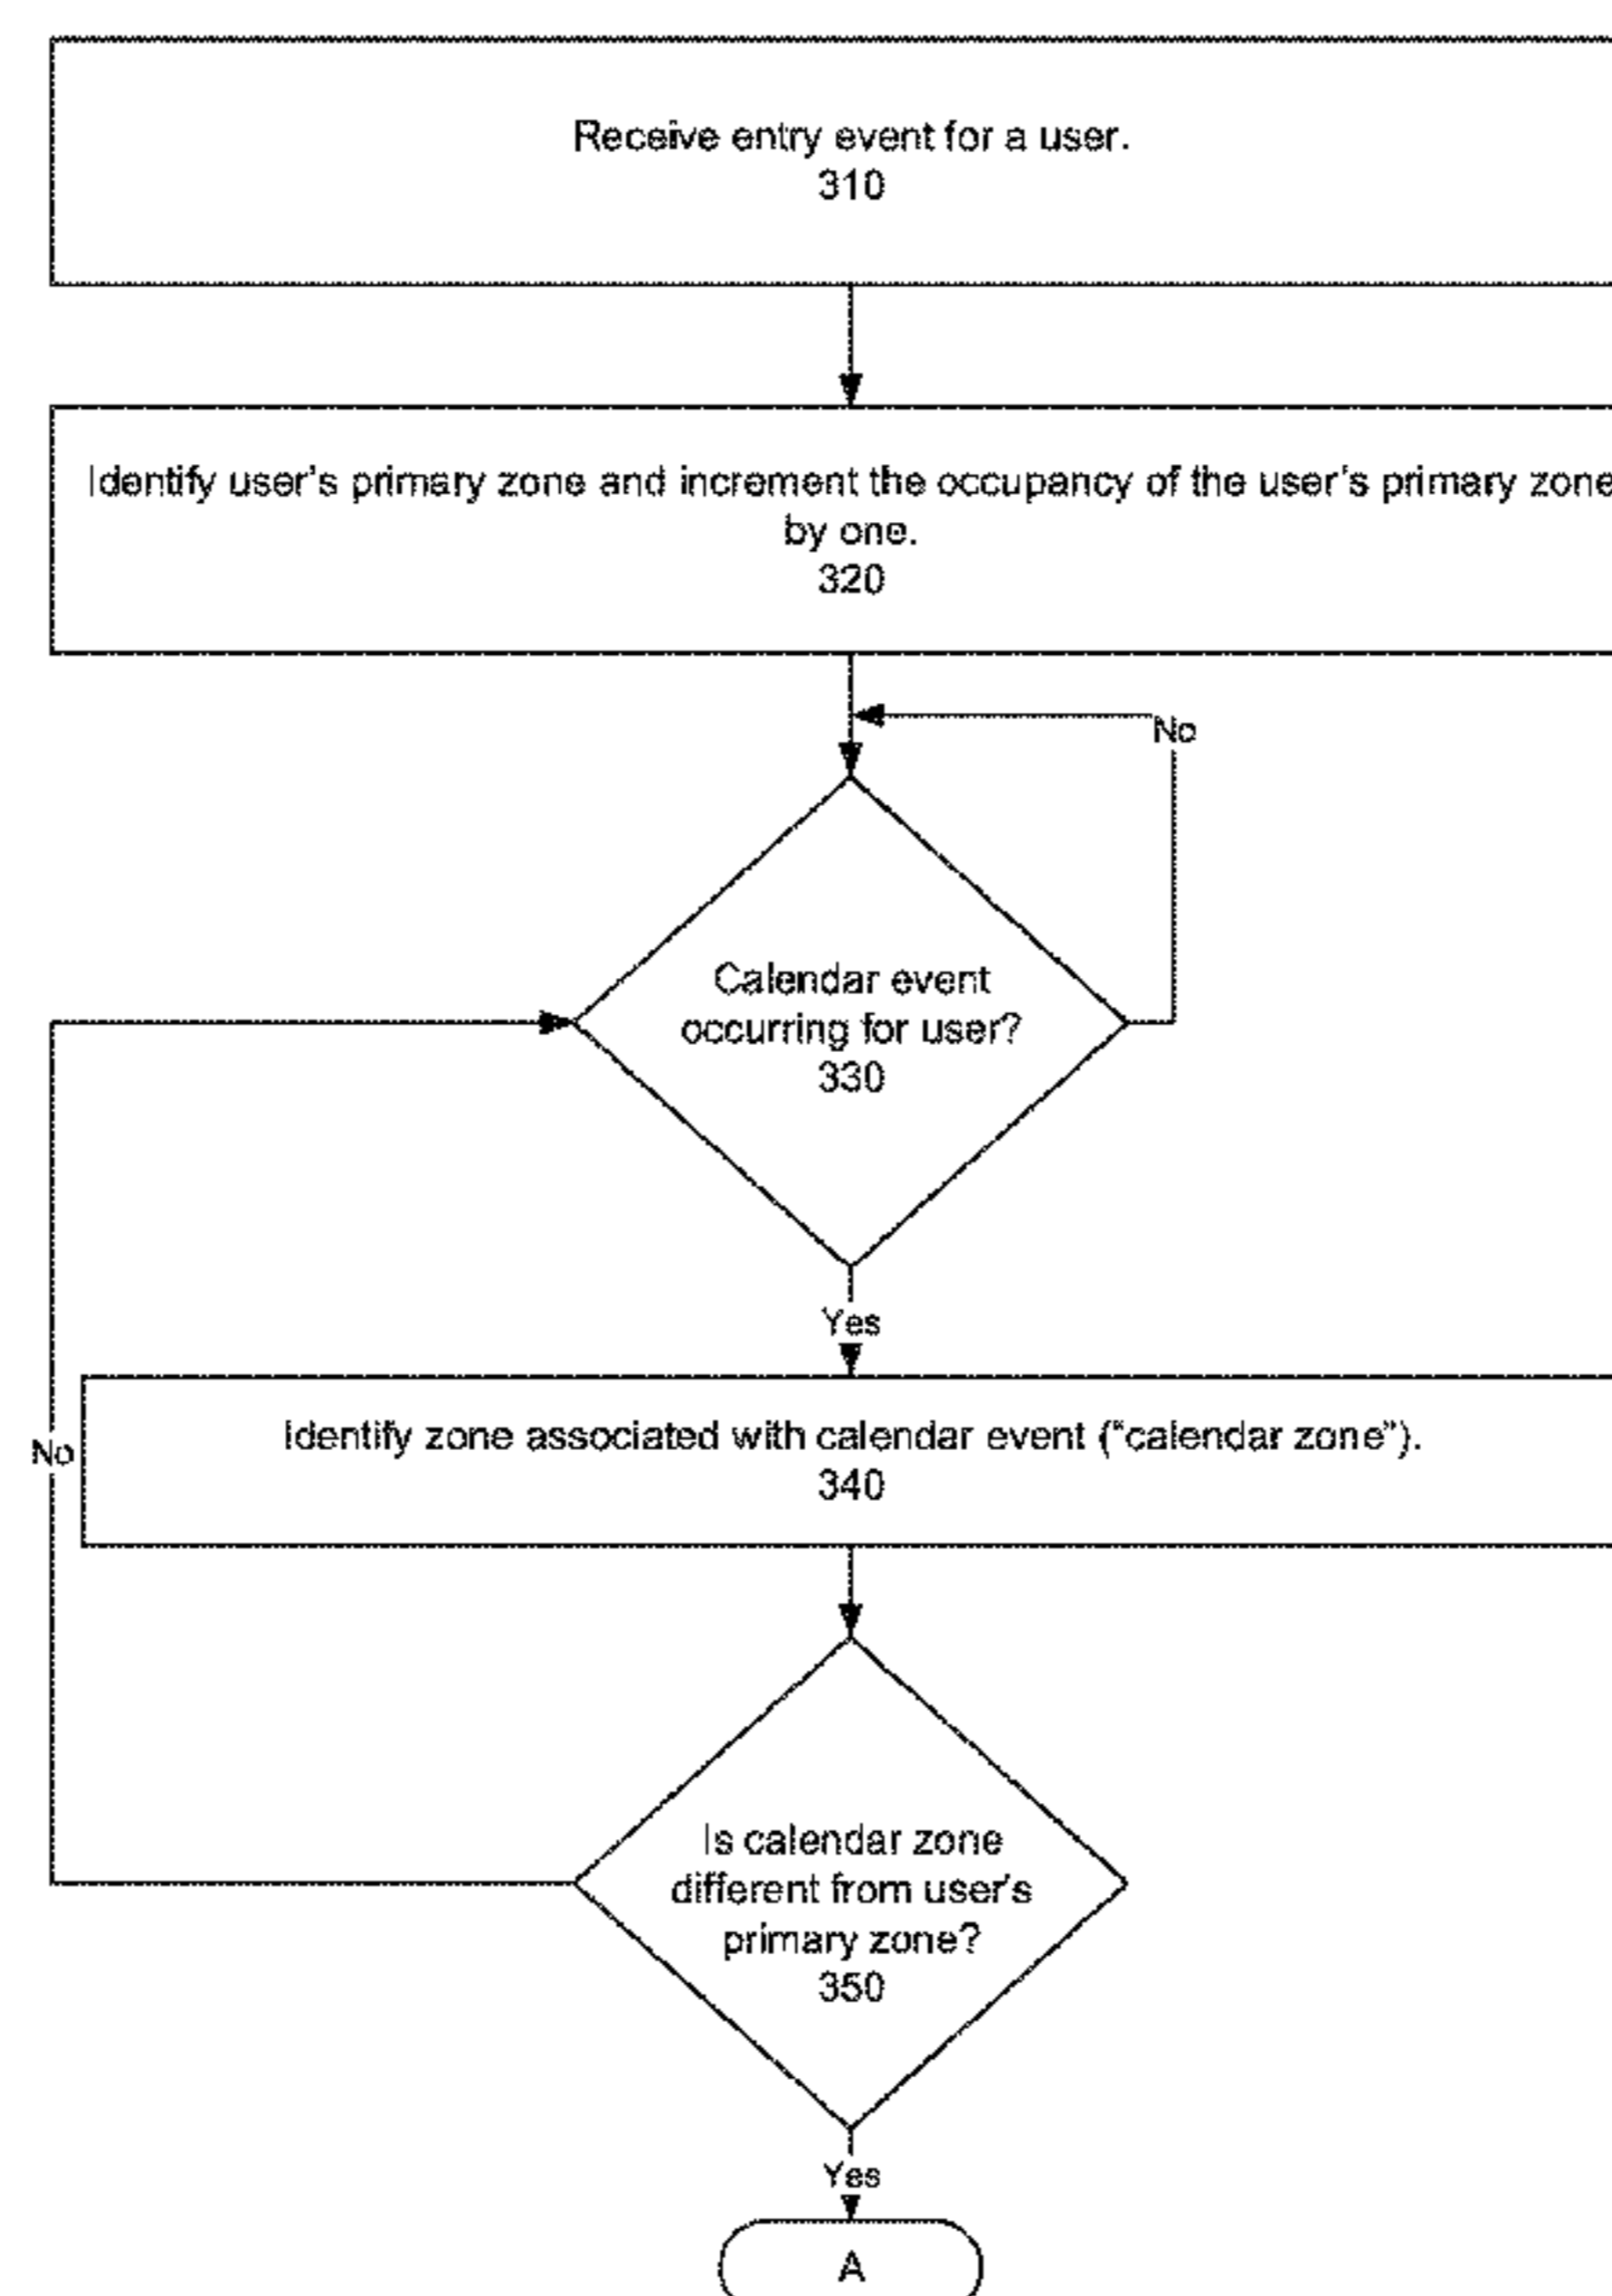 Receive entry event for a user.
310
Identify user's primary zone and increment the occupancy of the user's primary zone
by one.
320
No
Calendar event
occurring for user?
330
Yes
Identify zone associated with calendar event (“calendar zone”).
340
No
Is calendar zone
different from user's
primary zone?
350
Yes
A